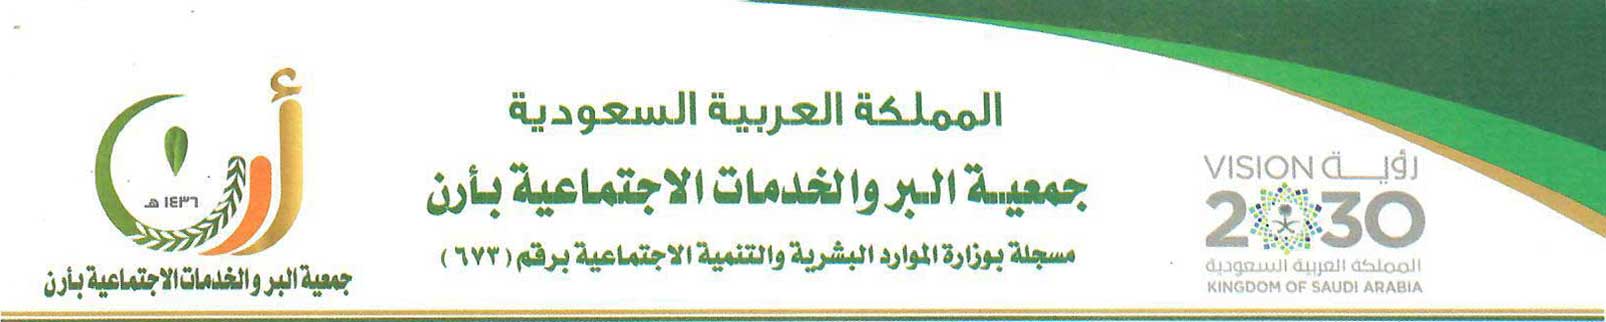 المملكة العربية السعودية
جمعية البر والخدمات الاجتماعية بأرن
مسجلة بوزارة الموارد البشرية والتنمية الاجتماعية برقم (٦٧٣)
VISION رؤية
2030
المملكة العربية السعودية
KINGDOM OF SAUDI ARABIA
أرن
١٤٣٦ هـ
جمعية البر والخدمات الاجتماعية بأرن